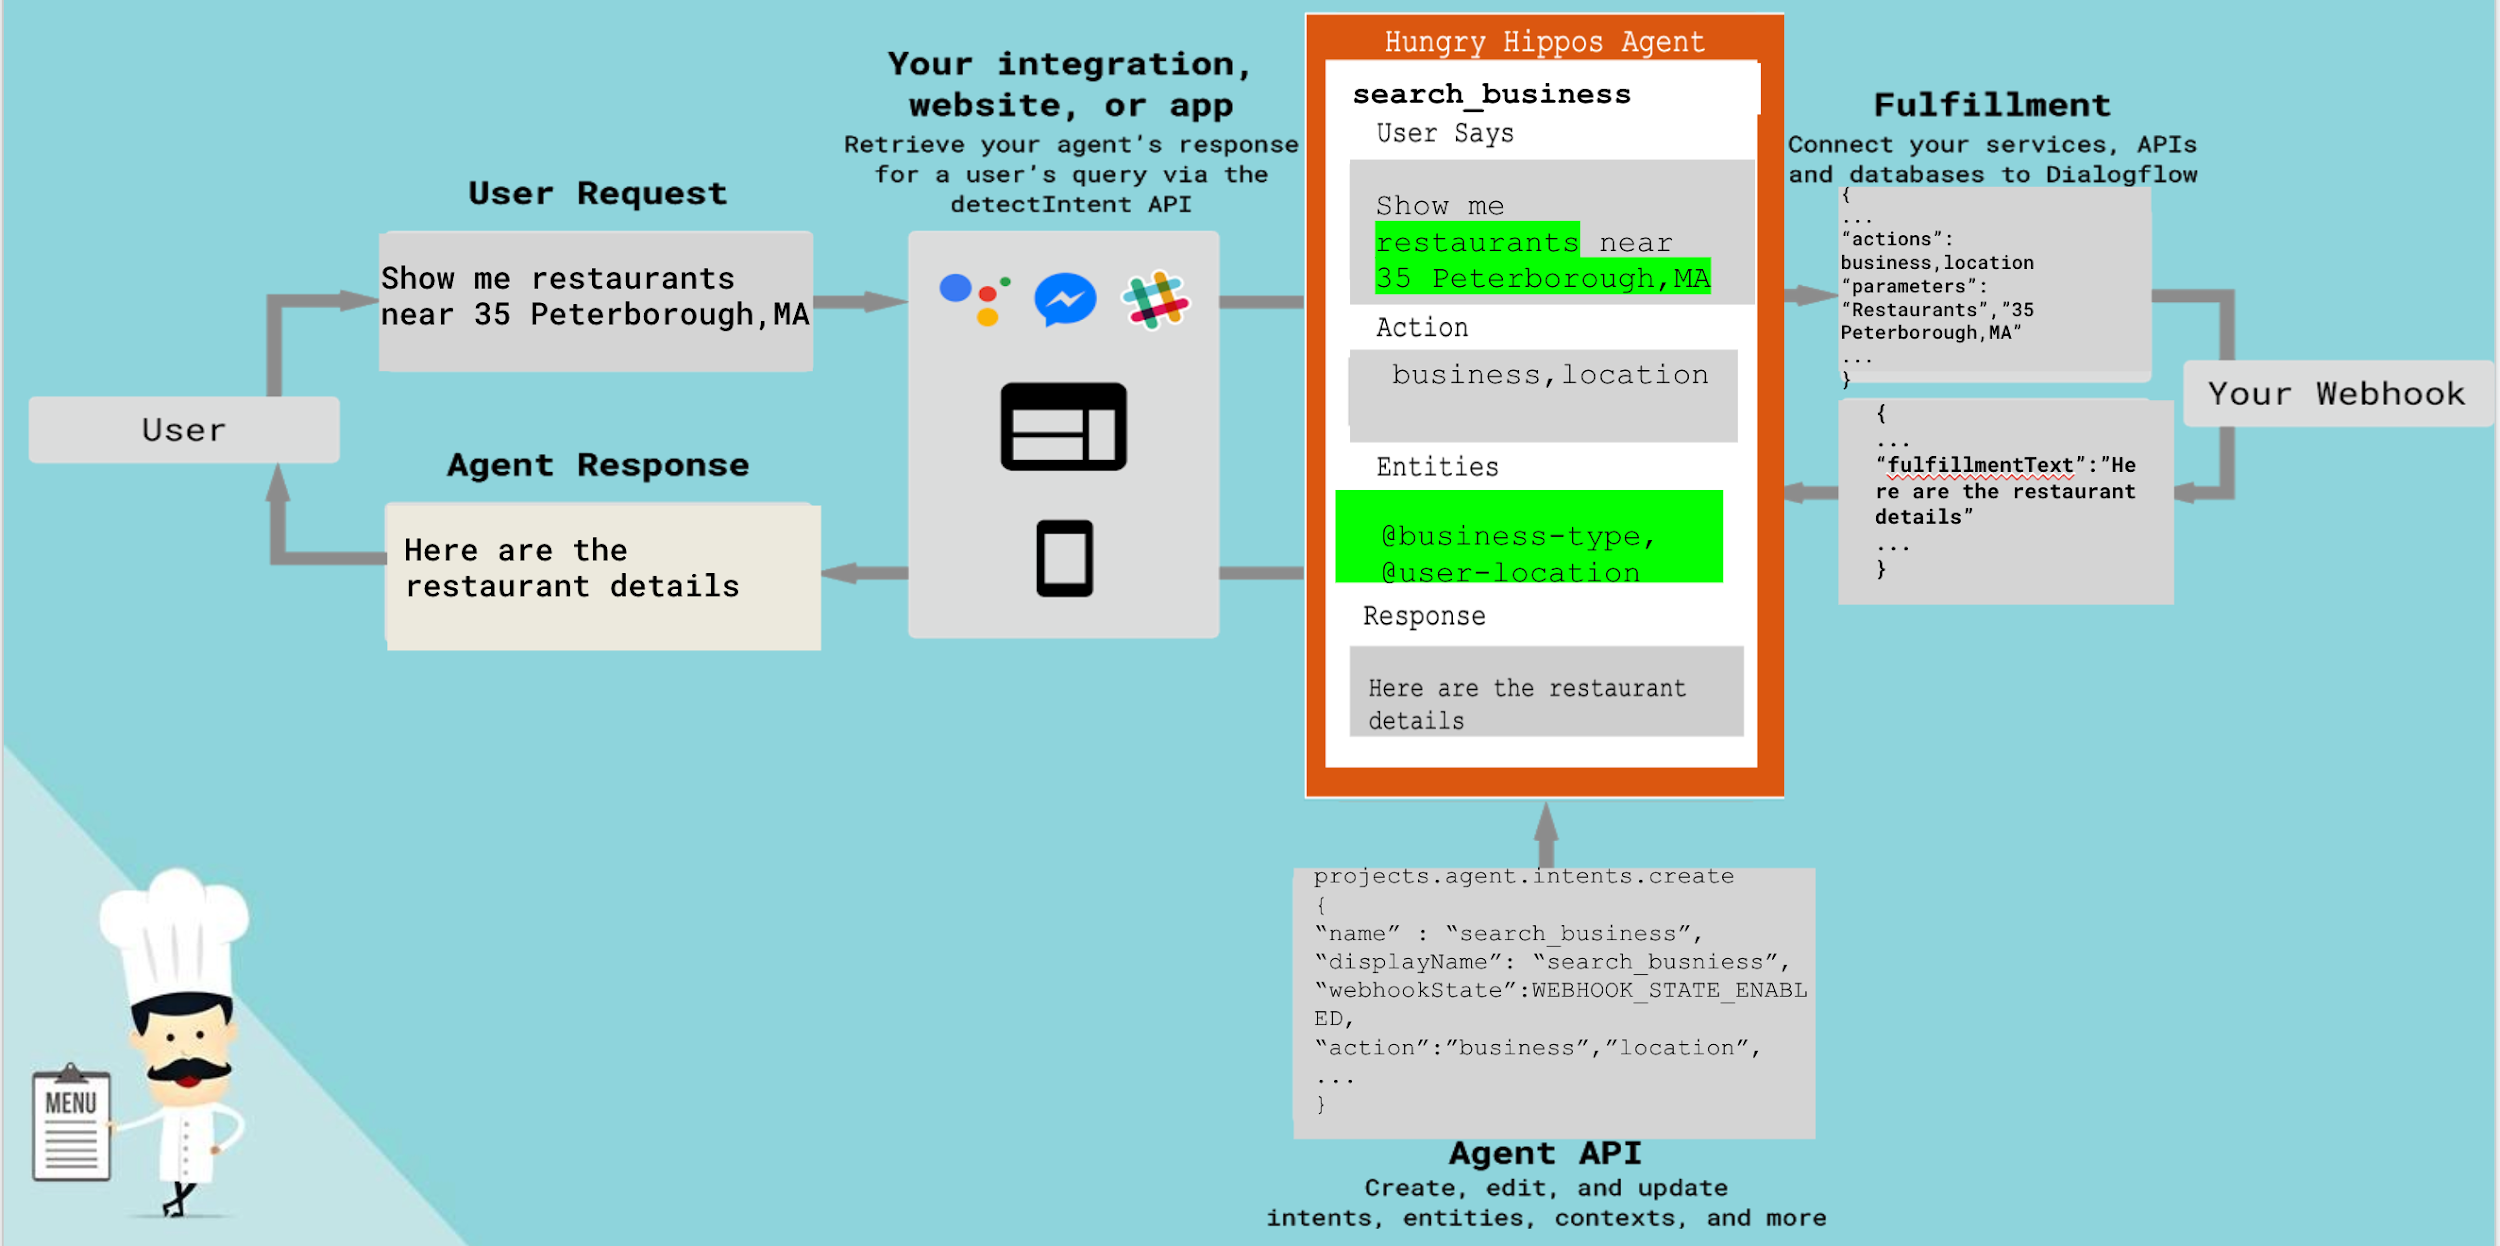 User
User Request
Show me restaurants
near 35 Peterborough,MA
Agent Response
Here are the
restaurant details
Your integration,
website, or app
Retrieve your agent's response
for a user's query via the
detectIntent API
Hungry Hippos Agent
search_business
User Says
Show me
restaurants near
35 Peterborough,MA
Action
business,location
Entities
@business-type,
@user-location
Response
Here are the restaurant
details
Fulfillment
Connect your services, APIs
and databases to Dialogflow
{
...
“actions”:
business,location
“parameters”:
“Restaurants”,”35
Peterborough,MA”
...
}
Your Webhook
{
...
“fulfillmentText”:”He
re are the restaurant
details”
...
}
projects.agent.intents.create
{
“name” : “search_business”,
“displayName”: “search_busniess”,
“webhookState”:WEBHOOK_STATE_ENABL
ED,
“action”:”business”,”location”,
...
}
Agent API
Create, edit, and update
intents, entities, contexts, and more
MENU